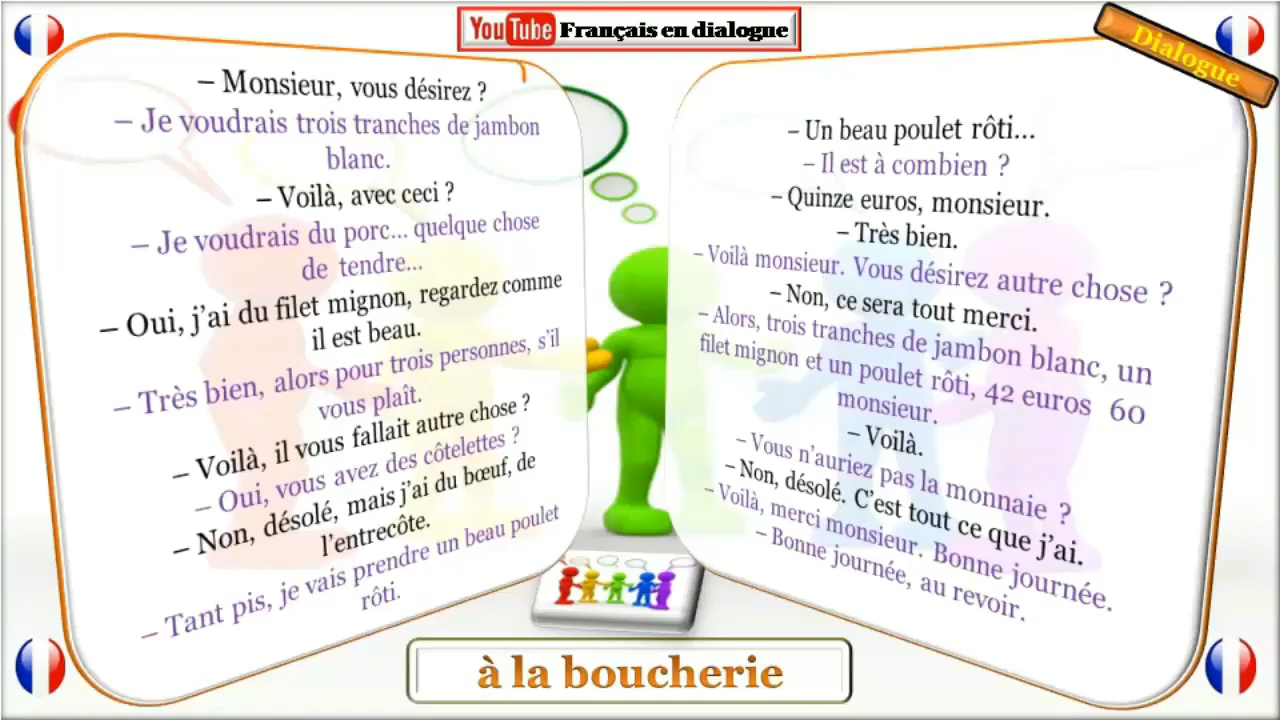 YouTube Français en dialogue
Dialogue
– Monsieur, vous désirez ?
– Je voudrais trois tranches de jambon
blanc.
– Voilà, avec ceci ?
– Je voudrais du porc... quelque chose
de tendre...
– Oui, j’ai du filet mignon, regardez comme
il est beau.
– Très bien, alors pour trois personnes, s’il
vous plaît.
– Voilà, il vous fallait autre chose ?
– Oui, vous avez des côtelettes ?
– Non, désolé, mais j’ai du bœuf, de
l’entrecôte.
– Tant pis, je vais prendre un beau poulet
rôti.
– Un beau poulet rôti...
– Il est à combien ?
– Quinze euros, monsieur.
– Très bien.
– Voilà monsieur. Vous désirez autre chose ?
– Non, ce sera tout merci.
– Alors, trois tranches de jambon blanc, un
filet mignon et un poulet rôti, 42 euros 60
monsieur.
– Voilà.
– Vous n’auriez pas la monnaie ?
– Non, désolé. C’est tout ce que j’ai.
– Voilà, merci monsieur. Bonne journée.
– Bonne journée, au revoir.
à la boucherie